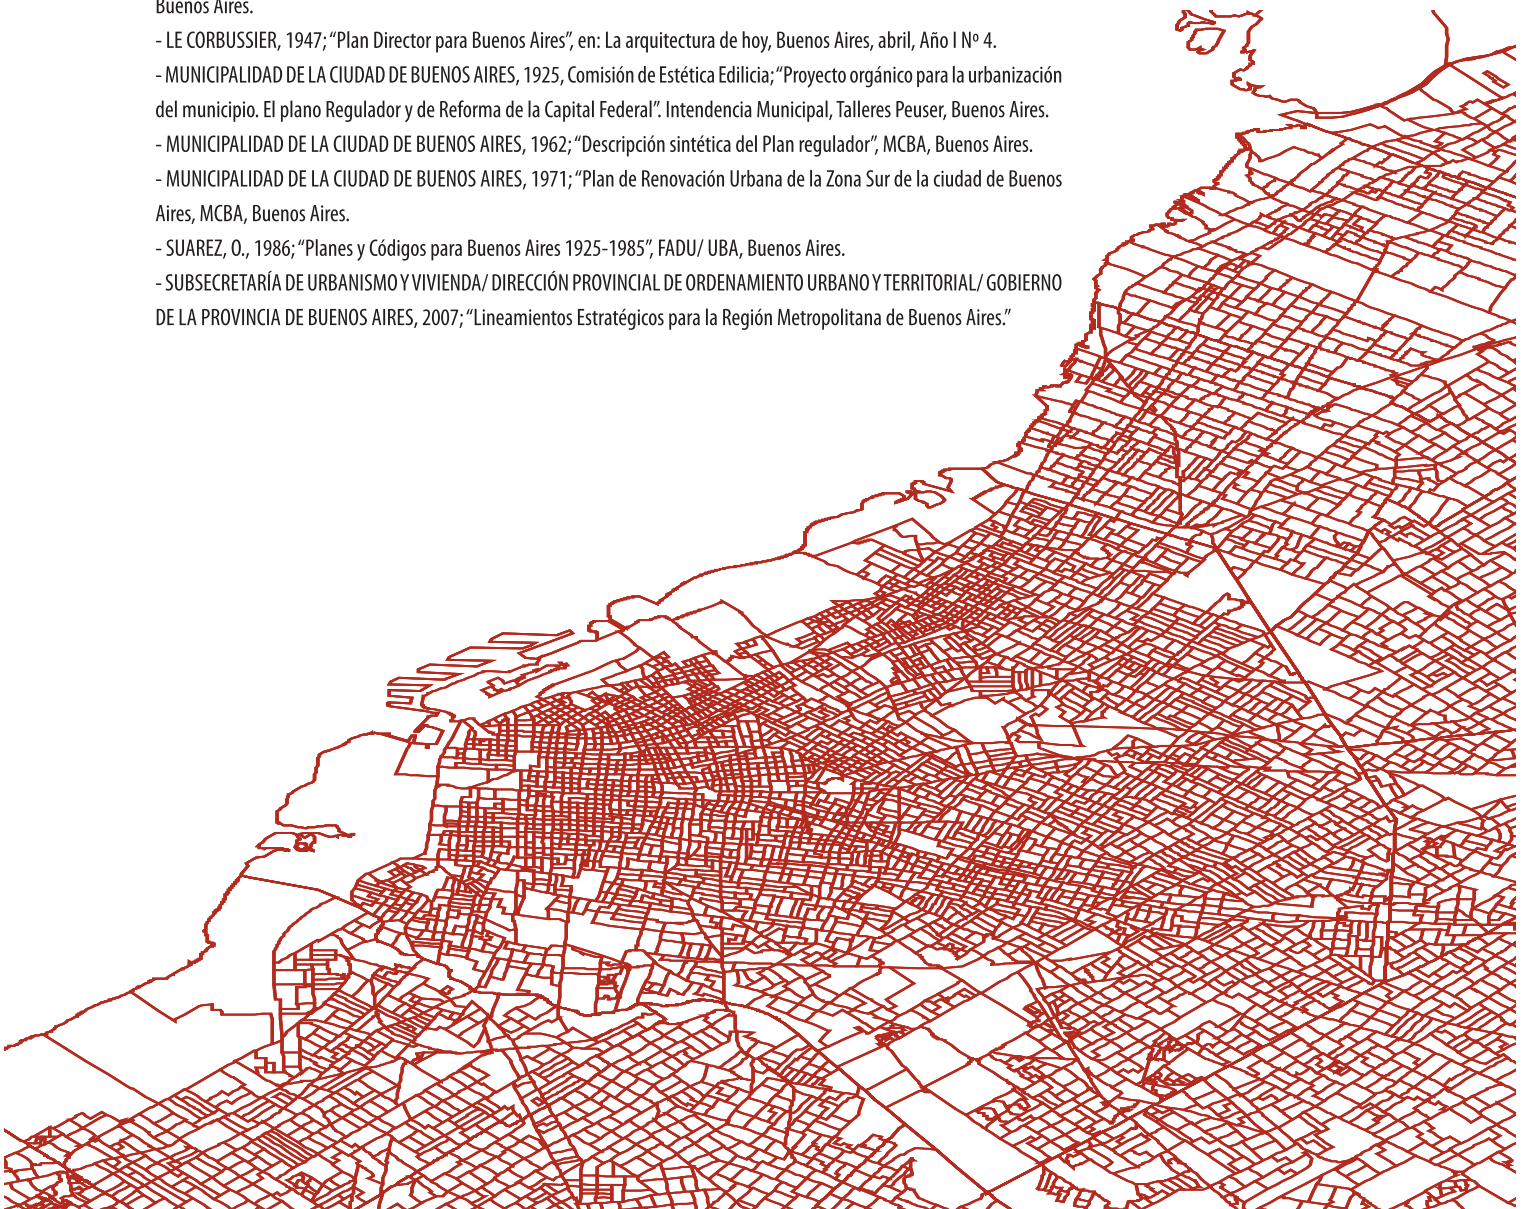 Buenos Aires.
- LE CORBUSSIER, 1947; “Plan Director para Buenos Aires”, en: La arquitectura de hoy, Buenos Aires, abril, Año I Nº 4.
- MUNICIPALIDAD DE LA CIUDAD DE BUENOS AIRES, 1925, Comisión de Estética Edilicia; “Proyecto orgánico para la urbanización
del municipio. El plano Regulador y de Reforma de la Capital Federal”. Intendencia Municipal, Talleres Peuser, Buenos Aires.
- MUNICIPALIDAD DE LA CIUDAD DE BUENOS AIRES, 1962; “Descripción sintética del Plan regulador”, MCBA, Buenos Aires.
- MUNICIPALIDAD DE LA CIUDAD DE BUENOS AIRES, 1971; “Plan de Renovación Urbana de la Zona Sur de la ciudad de Buenos
Aires, MCBA, Buenos Aires.
- SUAREZ, O., 1986; “Planes y Códigos para Buenos Aires 1925-1985”, FADU/ UBA, Buenos Aires.
- SUBSECRETARÍA DE URBANISMO Y VIVIENDA/ DIRECCIÓN PROVINCIAL DE ORDENAMIENTO URBANO Y TERRITORIAL/ GOBIERNO
DE LA PROVINCIA DE BUENOS AIRES, 2007; “Lineamientos Estratégicos para la Región Metropolitana de Buenos Aires.”